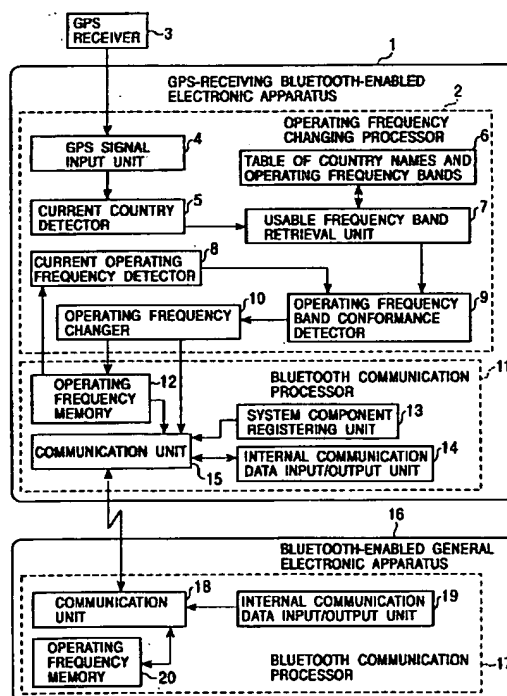 GPS
RECEIVER
3
1
GPS-RECEIVING BLUETOOTH-ENABLED
ELECTRONIC APPARATUS
2
OPERATING FREQUENCY
CHANGING PROCESSOR
4
6
GPS SIGNAL
INPUT UNIT
TABLE OF COUNTRY NAMES AND
OPERATING FREQUENCY BANDS
5
7
CURRENT COUNTRY
DETECTOR
USABLE FREQUENCY BAND
RETRIEVAL UNIT
8
CURRENT OPERATING
FREQUENCY DETECTOR
10
9
OPERATING FREQUENCY
CHANGER
OPERATING FREQUENCY
BAND CONFORMANCE
DETECTOR
11
12
BLUETOOTH COMMUNICATION
PROCESSOR
OPERATING
FREQUENCY
MEMORY
13
SYSTEM COMPONENT
REGISTERING UNIT
14
COMMUNICATION UNIT
INTERNAL COMMUNICATION
DATA INPUT/OUTPUT UNIT
15
16
BLUETOOTH-ENABLED GENERAL
ELECTRONIC APPARATUS
18
19
COMMUNICATION
UNIT
INTERNAL COMMUNICATION
DATA INPUT/OUTPUT UNIT
OPERATING
FREQUENCY
MEMORY
20
BLUETOOTH COMMUNICATION
PROCESSOR
17